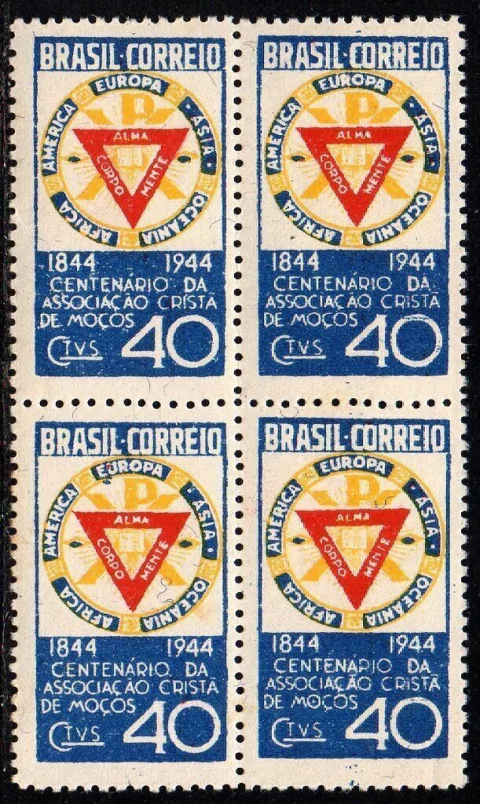 BRASIL·CORREIO
EUROPA
AMERICA
ASIA
AFRICA
OCEANIA
ALMA
CORPO
MENTE
1844 1944
CENTENÁRIO DA
ASSOCIAÇÃO CRISTÃ
DE MOÇOS
CTVS 40
BRASIL·CORREIO
EUROPA
AMERICA
ASIA
AFRICA
OCEANIA
ALMA
CORPO
MENTE
1844 1944
CENTENÁRIO DA
ASSOCIAÇÃO CRISTÃ
DE MOÇOS
CTVS 40
BRASIL·CORREIO
EUROPA
AMERICA
ASIA
AFRICA
OCEANIA
ALMA
CORPO
MENTE
1844 1944
CENTENÁRIO DA
ASSOCIAÇÃO CRISTÃ
DE MOÇOS
CTVS 40
BRASIL·CORREIO
EUROPA
AMERICA
ASIA
AFRICA
OCEANIA
ALMA
CORPO
MENTE
1844 1944
CENTENÁRIO DA
ASSOCIAÇÃO CRISTÃ
DE MOÇOS
CTVS 40